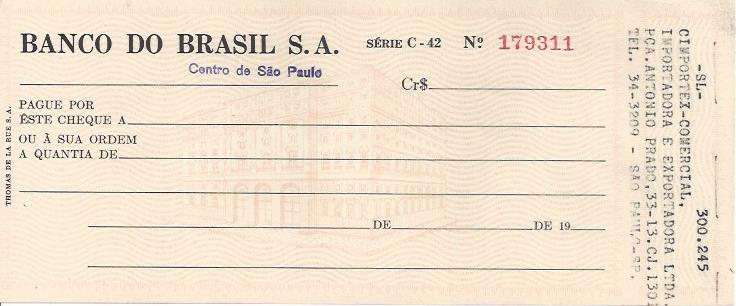 BANCO DO BRASIL S.A.
SÉRIE C - 42 Nº 179311
Centro de São Paulo
Cr$
PAGUE POR
ÊSTE CHEQUE A
OU À SUA ORDEM
A QUANTIA DE
DE DE 19
THOMAS DE LA RUE S.A.
-SL- 300.245
CIMPORTEX-COMERCIAL,
IMPORTADORA E EXPORTADORA LTDA.
PÇA.ANTONIO PRADO,33-13.CJ.1301
TEL. 34-3209 - SAO PAULO-SP.